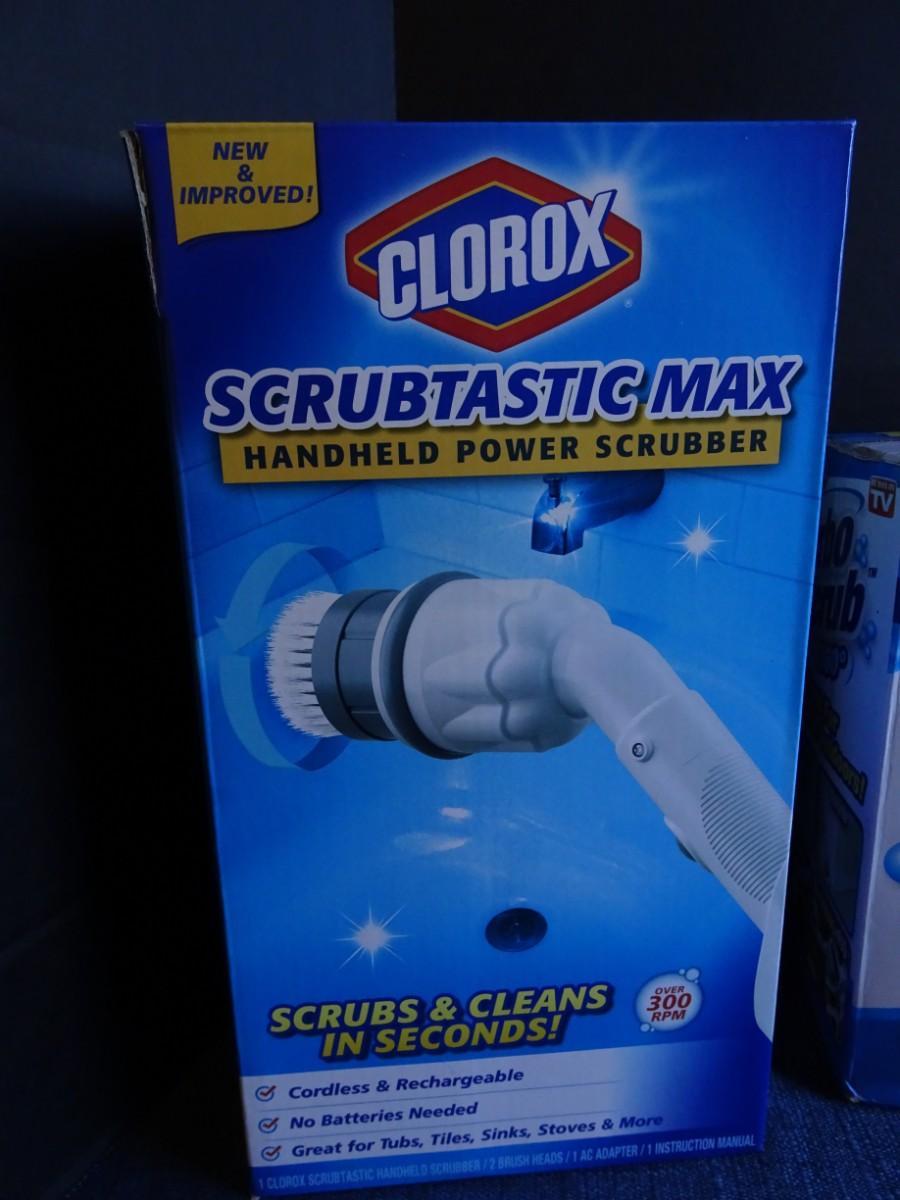 NEW
&
IMPROVED!
CLOROX
®
SCRUBTASTIC MAX
HANDHELD POWER SCRUBBER
SCRUBS & CLEANS
IN SECONDS!
OVER
300
RPM
Cordless & Rechargeable
No Batteries Needed
Great for Tubs, Tiles, Sinks, Stoves & More
1 CLOROX SCRUBTASTIC HANDHELD SCRUBBER / 2 BRUSH HEADS / 1 AC ADAPTER / 1 INSTRUCTION MANUAL
TV